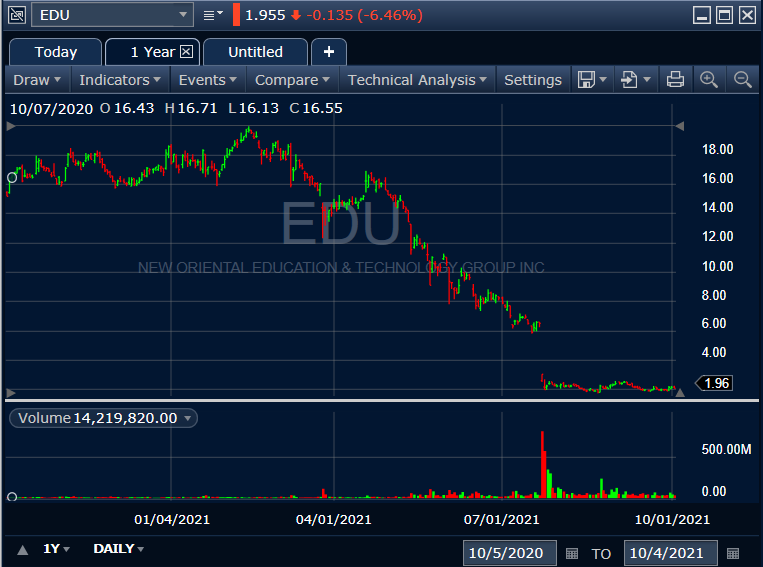 EDU 1.955 -0.135 (-6.46%)
Today 1 Year Untitled +
Draw Indicators Events Compare Technical Analysis Settings
10/07/2020 O 16.43 H 16.71 L 16.13 C 16.55
18.00
16.00
14.00
EDU
12.00
NEW ORIENTAL EDUCATION & TECHNOLOGY GROUP INC
10.00
8.00
6.00
4.00
1.96
Volume 14,219,820.00
500.00M
0.00
01/04/2021 04/01/2021 07/01/2021 10/01/2021
1Y DAILY 10/5/2020 TO 10/4/2021